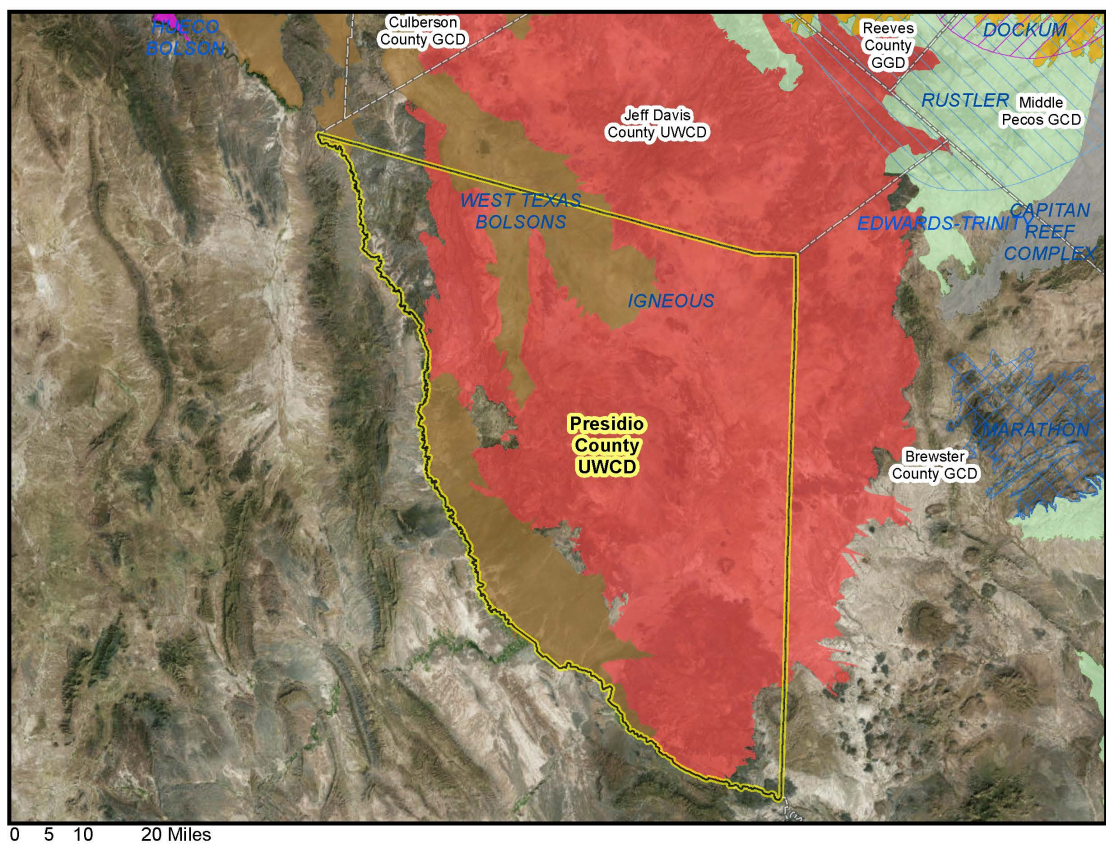 HUECO
BOLSON
Culberson
County GCD
Reeves
County
GGD
DOCKUM
RUSTLER
Middle
Pecos GCD
Jeff Davis
County UWCD
WEST TEXAS
BOLSONS
EDWARDS-TRINITY
CAPITAN
REEF
COMPLEX
IGNEOUS
Presidio
County
UWCD
MARATHON
Brewster
County GCD
0 5 10 20 Miles